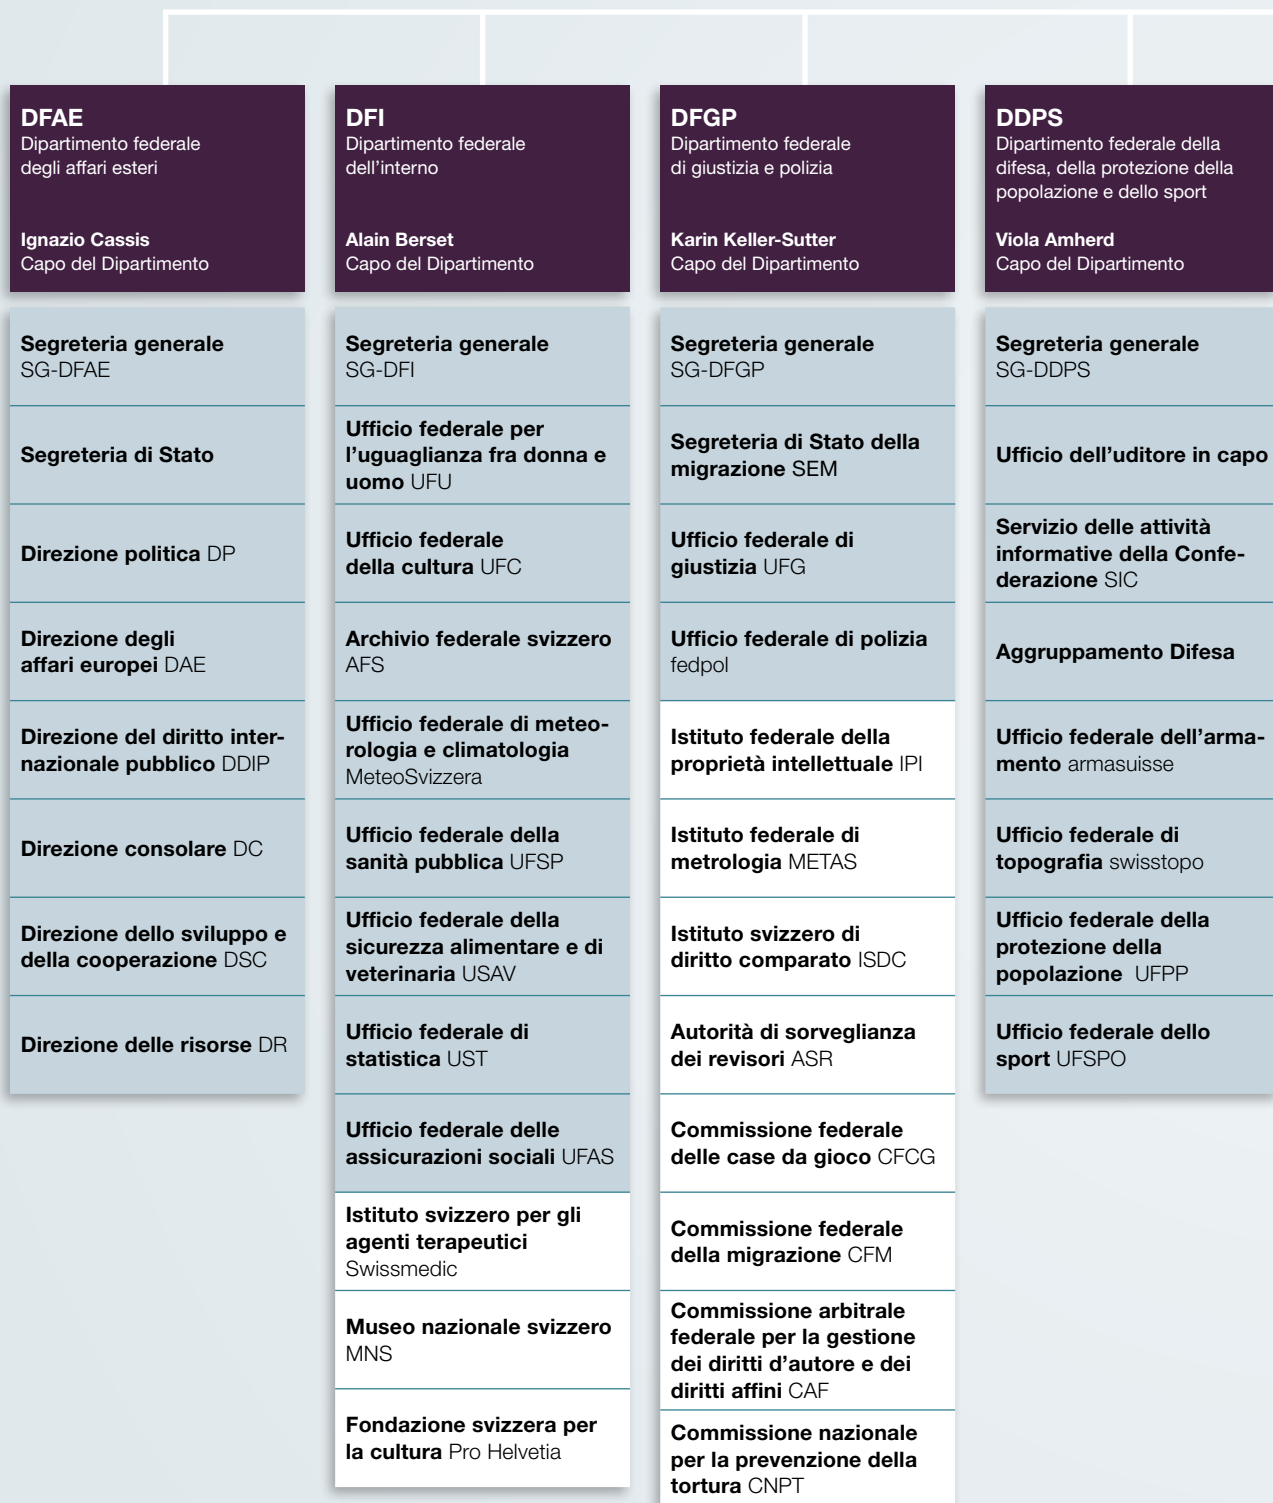 DFAE
Dipartimento federale
degli affari esteri
Ignazio Cassis
Capo del Dipartimento
Segreteria generale
SG-DFAE
Segreteria di Stato
Direzione politica DP
Direzione degli
affari europei DAE
Direzione del diritto inter-
nazionale pubblico DDIP
Direzione consolare DC
Direzione dello sviluppo e
della cooperazione DSC
Direzione delle risorse DR
DFI
Dipartimento federale
dell’interno
Alain Berset
Capo del Dipartimento
Segreteria generale
SG-DFI
Ufficio federale per
l’uguaglianza fra donna e
uomo UFU
Ufficio federale
della cultura UFC
Archivio federale svizzero
AFS
Ufficio federale di meteo-
rologia e climatologia
MeteoSvizzera
Ufficio federale della
sanità pubblica UFSP
Ufficio federale della
sicurezza alimentare e di
veterinaria USAV
Ufficio federale di
statistica UST
Ufficio federale delle
assicurazioni sociali UFAS
Istituto svizzero per gli
agenti terapeutici
Swissmedic
Museo nazionale svizzero
MNS
Fondazione svizzera per
la cultura Pro Helvetia
DFGP
Dipartimento federale
di giustizia e polizia
Karin Keller-Sutter
Capo del Dipartimento
Segreteria generale
SG-DFGP
Segreteria di Stato della
migrazione SEM
Ufficio federale di
giustizia UFG
Ufficio federale di polizia
fedpol
Istituto federale della
proprietà intellettuale IPI
Istituto federale di
metrologia METAS
Istituto svizzero di
diritto comparato ISDC
Autorità di sorveglianza
dei revisori ASR
Commissione federale
delle case da gioco CFCG
Commissione federale
della migrazione CFM
Commissione arbitrale
federale per la gestione
dei diritti d’autore e dei
diritti affini CAF
Commissione nazionale
per la prevenzione della
tortura CNPT
DDPS
Dipartimento federale della
difesa, della protezione della
popolazione e dello sport
Viola Amherd
Capo del Dipartimento
Segreteria generale
SG-DDPS
Ufficio dell’uditore in capo
Servizio delle attività
informative della Confe-
derazione SIC
Aggruppamento Difesa
Ufficio federale dell’arma-
mento armasuisse
Ufficio federale di
topografia swisstopo
Ufficio federale della
protezione della
popolazione UFPP
Ufficio federale dello
sport UFSPO